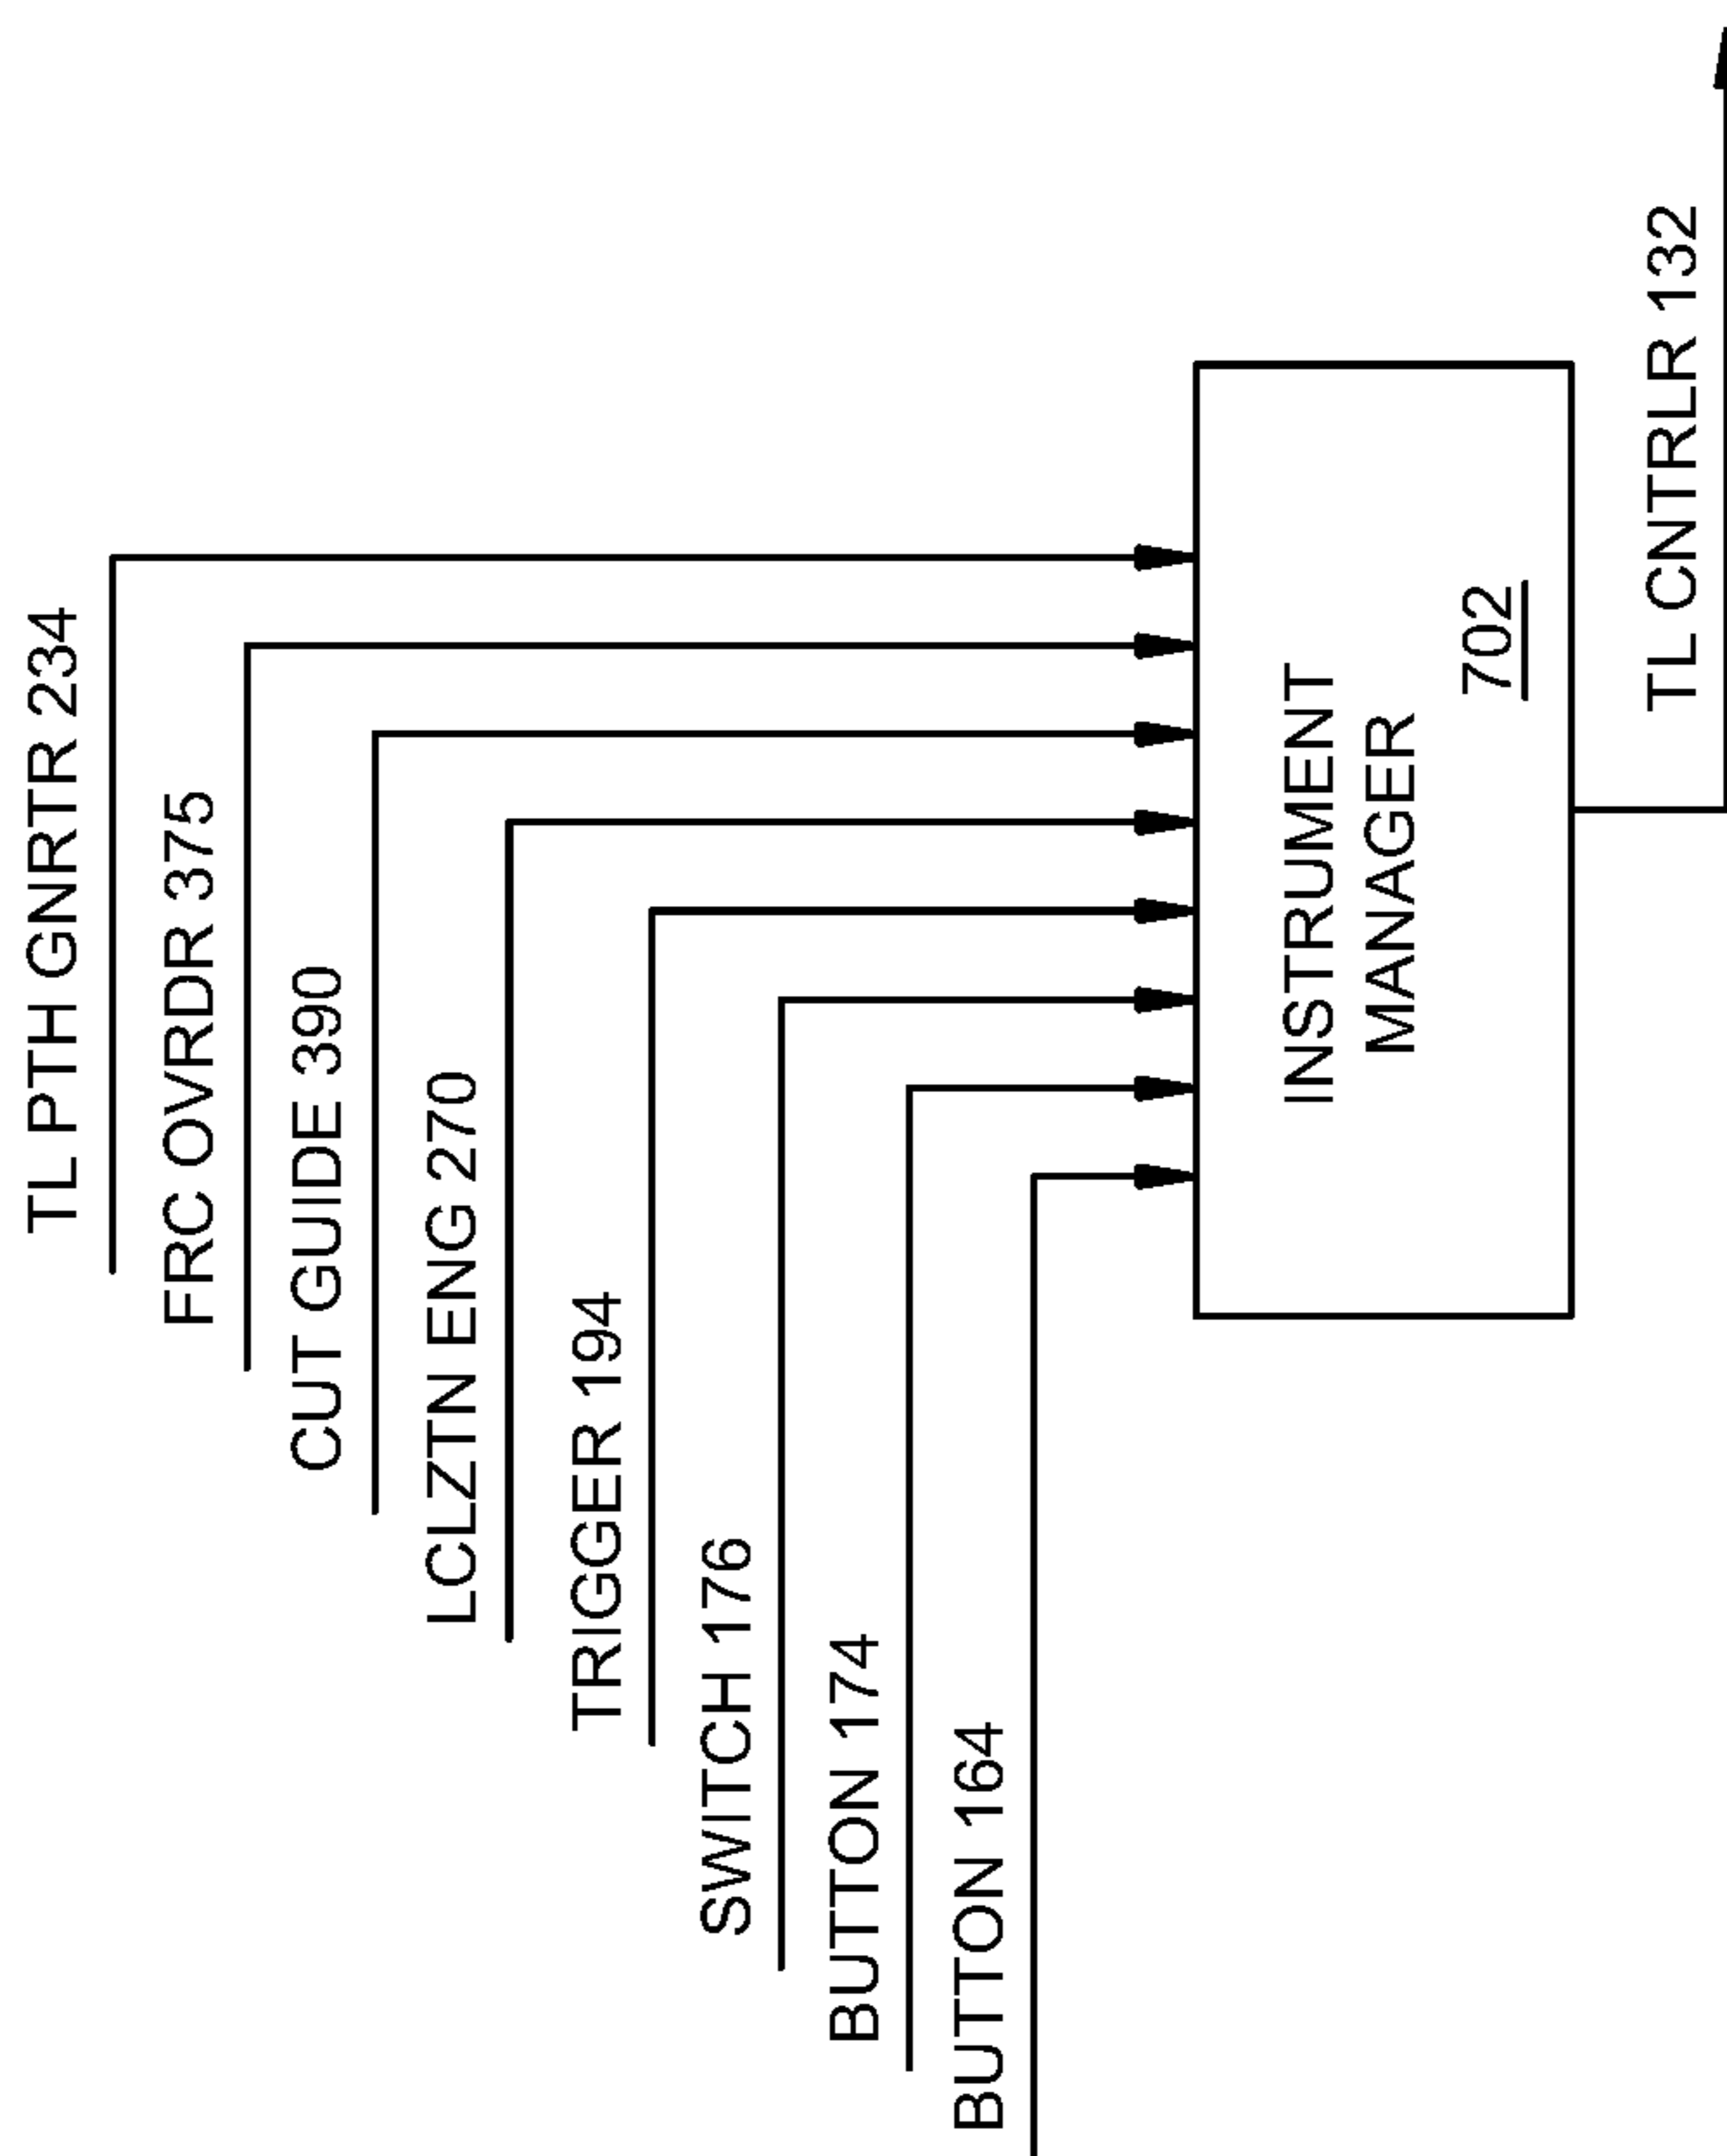 TL PTH GNRTR 234
FRC OVRDR 375
CUT GUIDE 390
LCLZTN ENG 270
TRIGGER 194
SWITCH 176
BUTTON 174
BUTTON 164
INSTRUMENT
MANAGER
702
TL CNTRLR 132